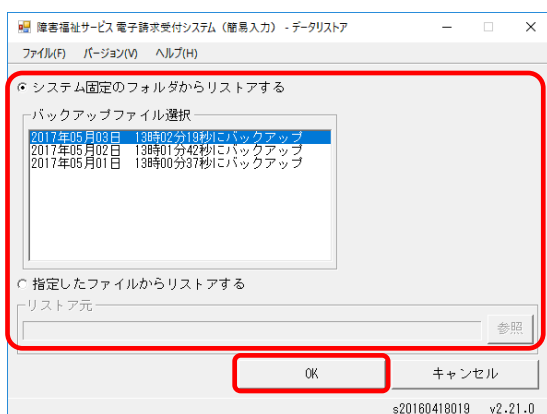 障害福祉サービス 電子請求受付システム（簡易入力） - データリストア
ファイル(F) バージョン(V) ヘルプ(H)
システム固定のフォルダからリストアする
バックアップファイル選択
2017年05月03日 13時02分19秒にバックアップ
2017年05月02日 13時01分42秒にバックアップ
2017年05月01日 13時00分37秒にバックアップ
指定したファイルからリストアする
リストア元
参照
OK キャンセル
s20160418019 v2.21.0